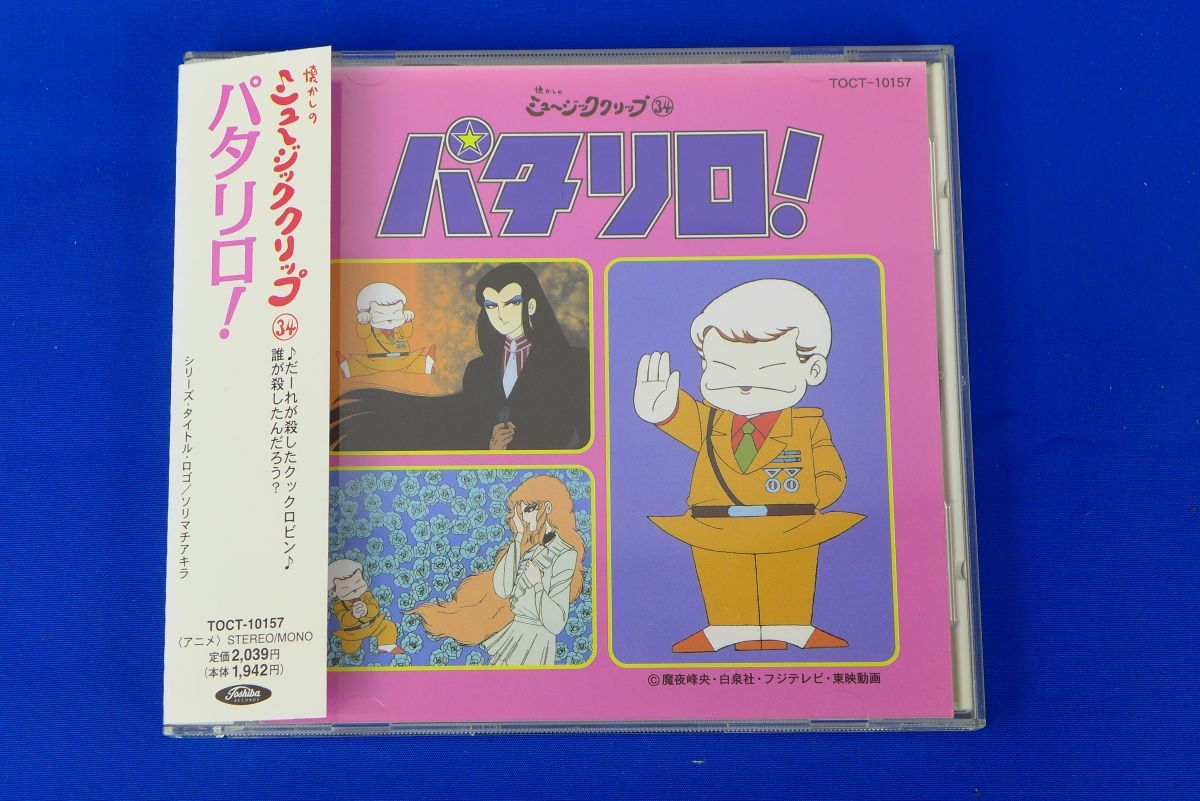 懐かしの
ミュージッククリップ㉞
パタリロ!
♪だーれが殺したクックロビン♪
誰が殺したんだろう?
シリーズ・タイトル・ロゴ/ソリマチアキラ
TOCT-10157
〈アニメ〉STEREO/MONO
定価2,039円
(本体1,942円)
Toshiba
RECORDS
TOCT-10157
懐かしの
ミュージッククリップ㉞
パタリロ!
©魔夜峰央・白泉社・フジテレビ・東映動画